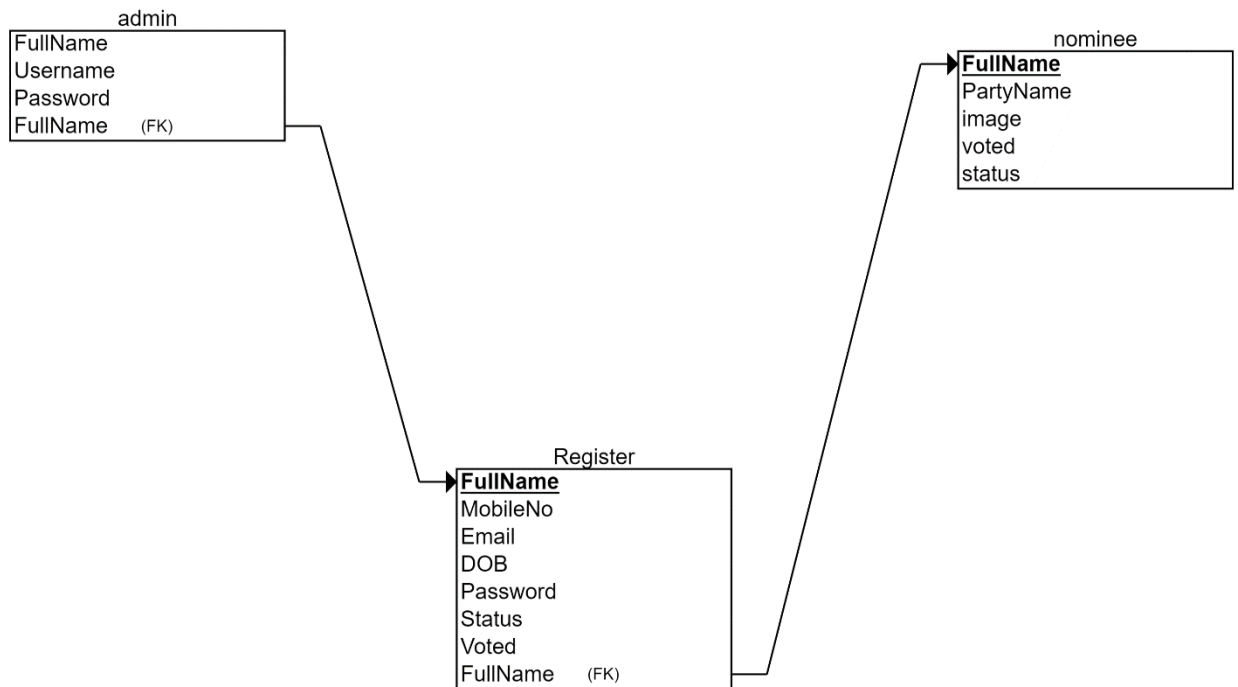 admin
FullName
Username
Password
FullName (FK)
nominee
FullName
PartyName
image
voted
status
Register
FullName
MobileNo
Email
DOB
Password
Status
Voted
FullName (FK)